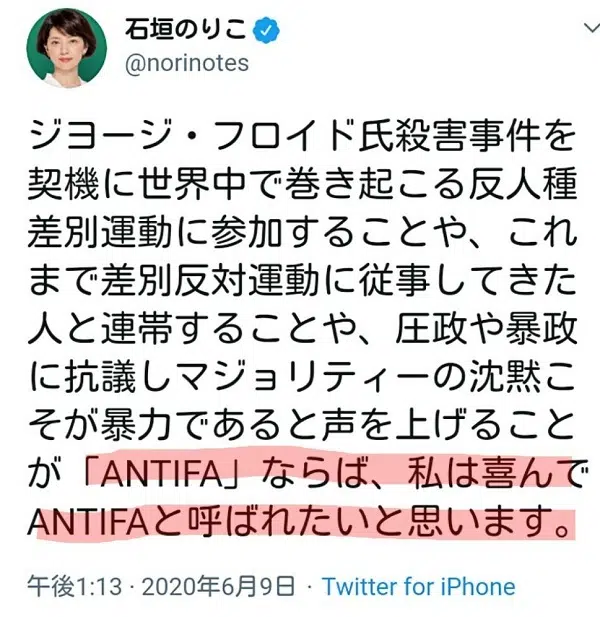 石垣のりこ
@norinotes
ジョージ・フロイド氏殺害事件を
契機に世界中で巻き起こる反人種
差別運動に参加することや、これ
まで差別反対運動に従事してきた
人と連帯することや、圧政や暴政
に抗議しマジョリティーの沈黙こ
そが暴力であると声を上げること
が「ANTIFA」ならば、私は喜んで
ANTIFAと呼ばれたいと思います。
午後1:13 · 2020年6月9日 · Twitter for iPhone